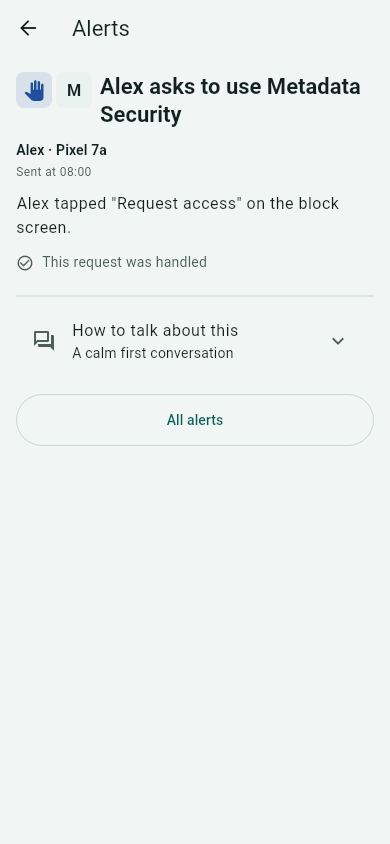 Alerts
M
Alex asks to use Metadata
Security
Alex · Pixel 7a
Sent at 08:00
Alex tapped "Request access" on the block
screen.
This request was handled
How to talk about this
A calm first conversation
All alerts